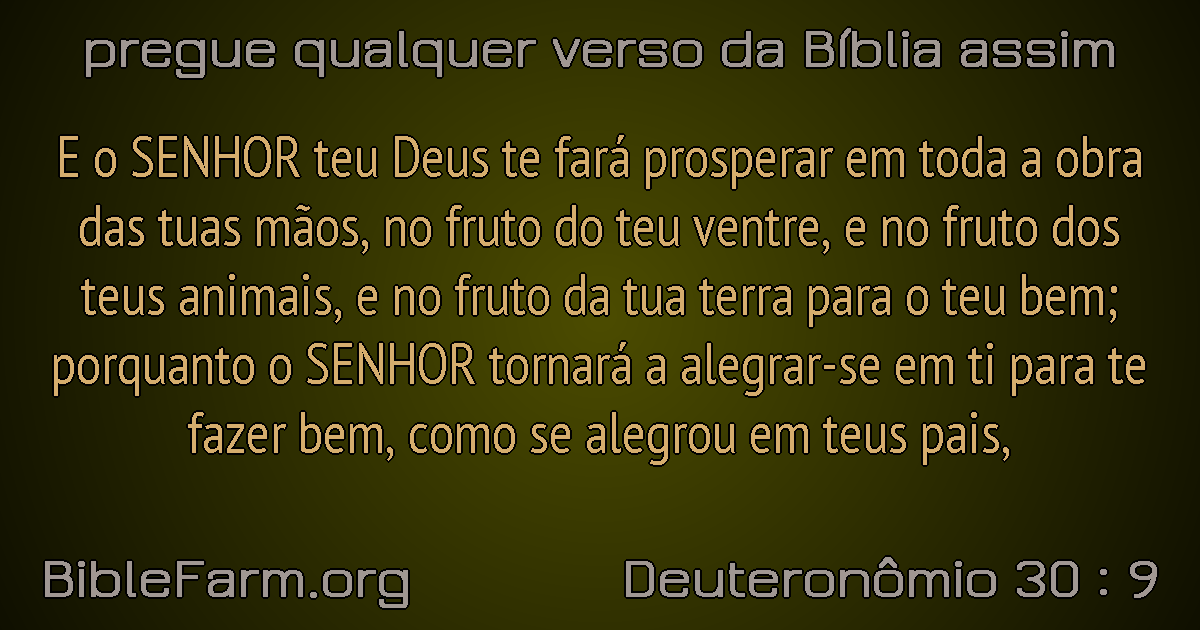 pregue qualquer verso da Bíblia assim
E o SENHOR teu Deus te fará prosperar em toda a obra
das tuas mãos, no fruto do teu ventre, e no fruto dos
teus animais, e no fruto da tua terra para o teu bem;
porquanto o SENHOR tornará a alegrar-se em ti para te
fazer bem, como se alegrou em teus pais,
BibleFarm.org
Deuteronômio 30 : 9